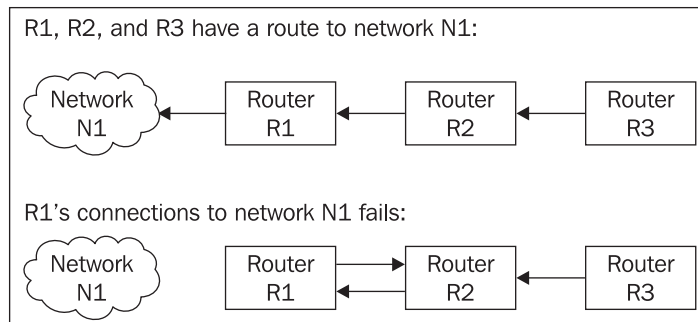 R1, R2, and R3 have a route to network N1:
Network Router Router Router
N1 R1 R2 R3
R1's connections to network N1 fails:
Network Router Router Router
N1 R1 R2 R3